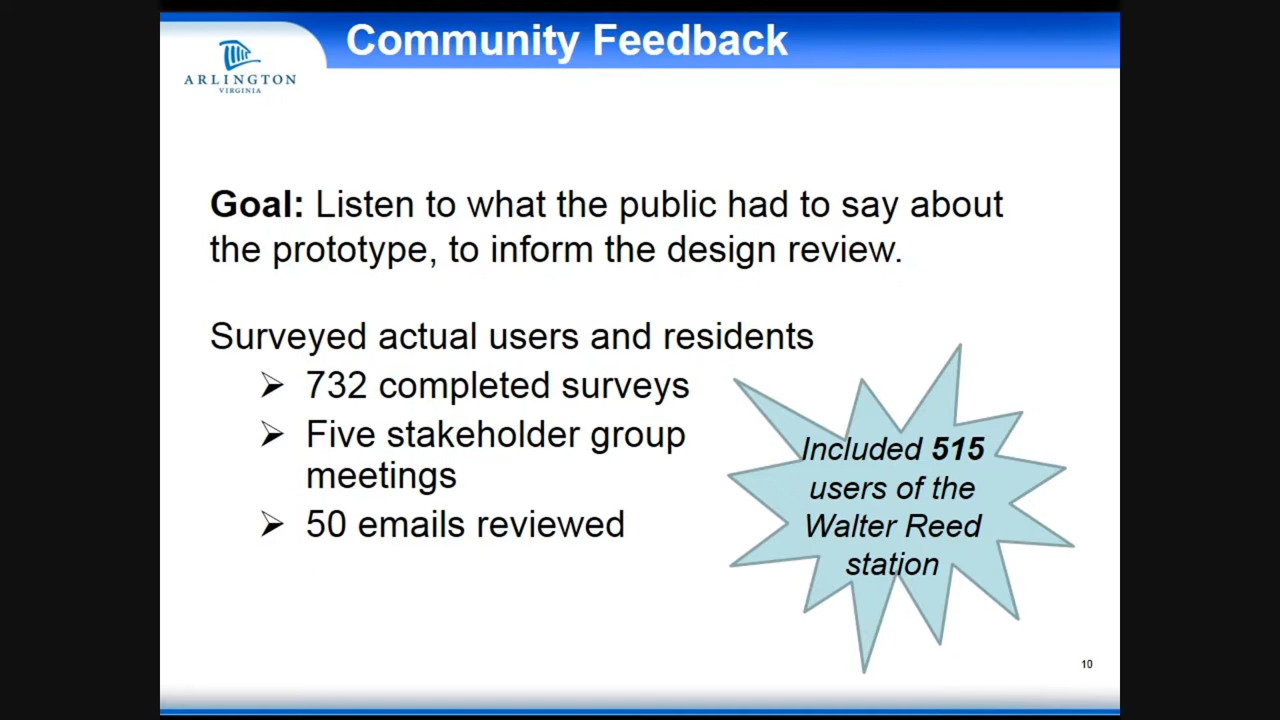 Community Feedback
ARLINGTON
VIRGINIA
Goal: Listen to what the public had to say about
the prototype, to inform the design review.
Surveyed actual users and residents
➢ 732 completed surveys
➢ Five stakeholder group
meetings
➢ 50 emails reviewed
Included 515
users of the
Walter Reed
station
10